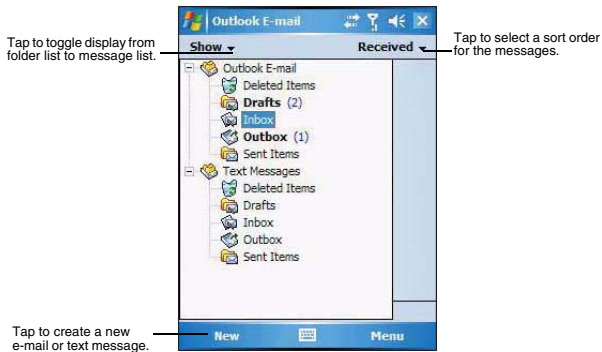 Outlook E-mail
Tap to toggle display from
folder list to message list.
Show
Received
Tap to select a sort order
for the messages.
Outlook E-mail
Deleted Items
Drafts (2)
Inbox
Outbox (1)
Sent Items
Text Messages
Deleted Items
Drafts
Inbox
Outbox
Sent Items
Tap to create a new
e-mail or text message.
New
Menu